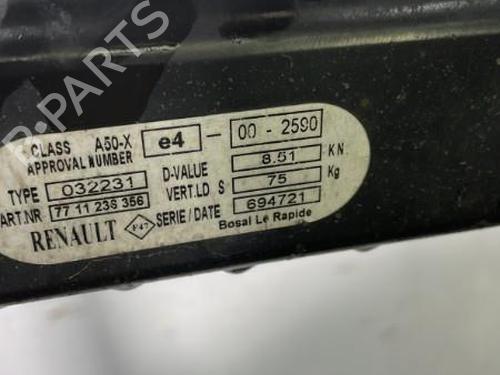 CLASS A50-X e4 - 00 - 2590
APPROVAL NUMBER
D-VALUE 8.51 KN
TYPE 032231
VERT.LD S 75 Kg
PART.NR 77 11 238 356
SERIE / DATE 694721
RENAULT
Bosal Le Rapide
B-PARTS